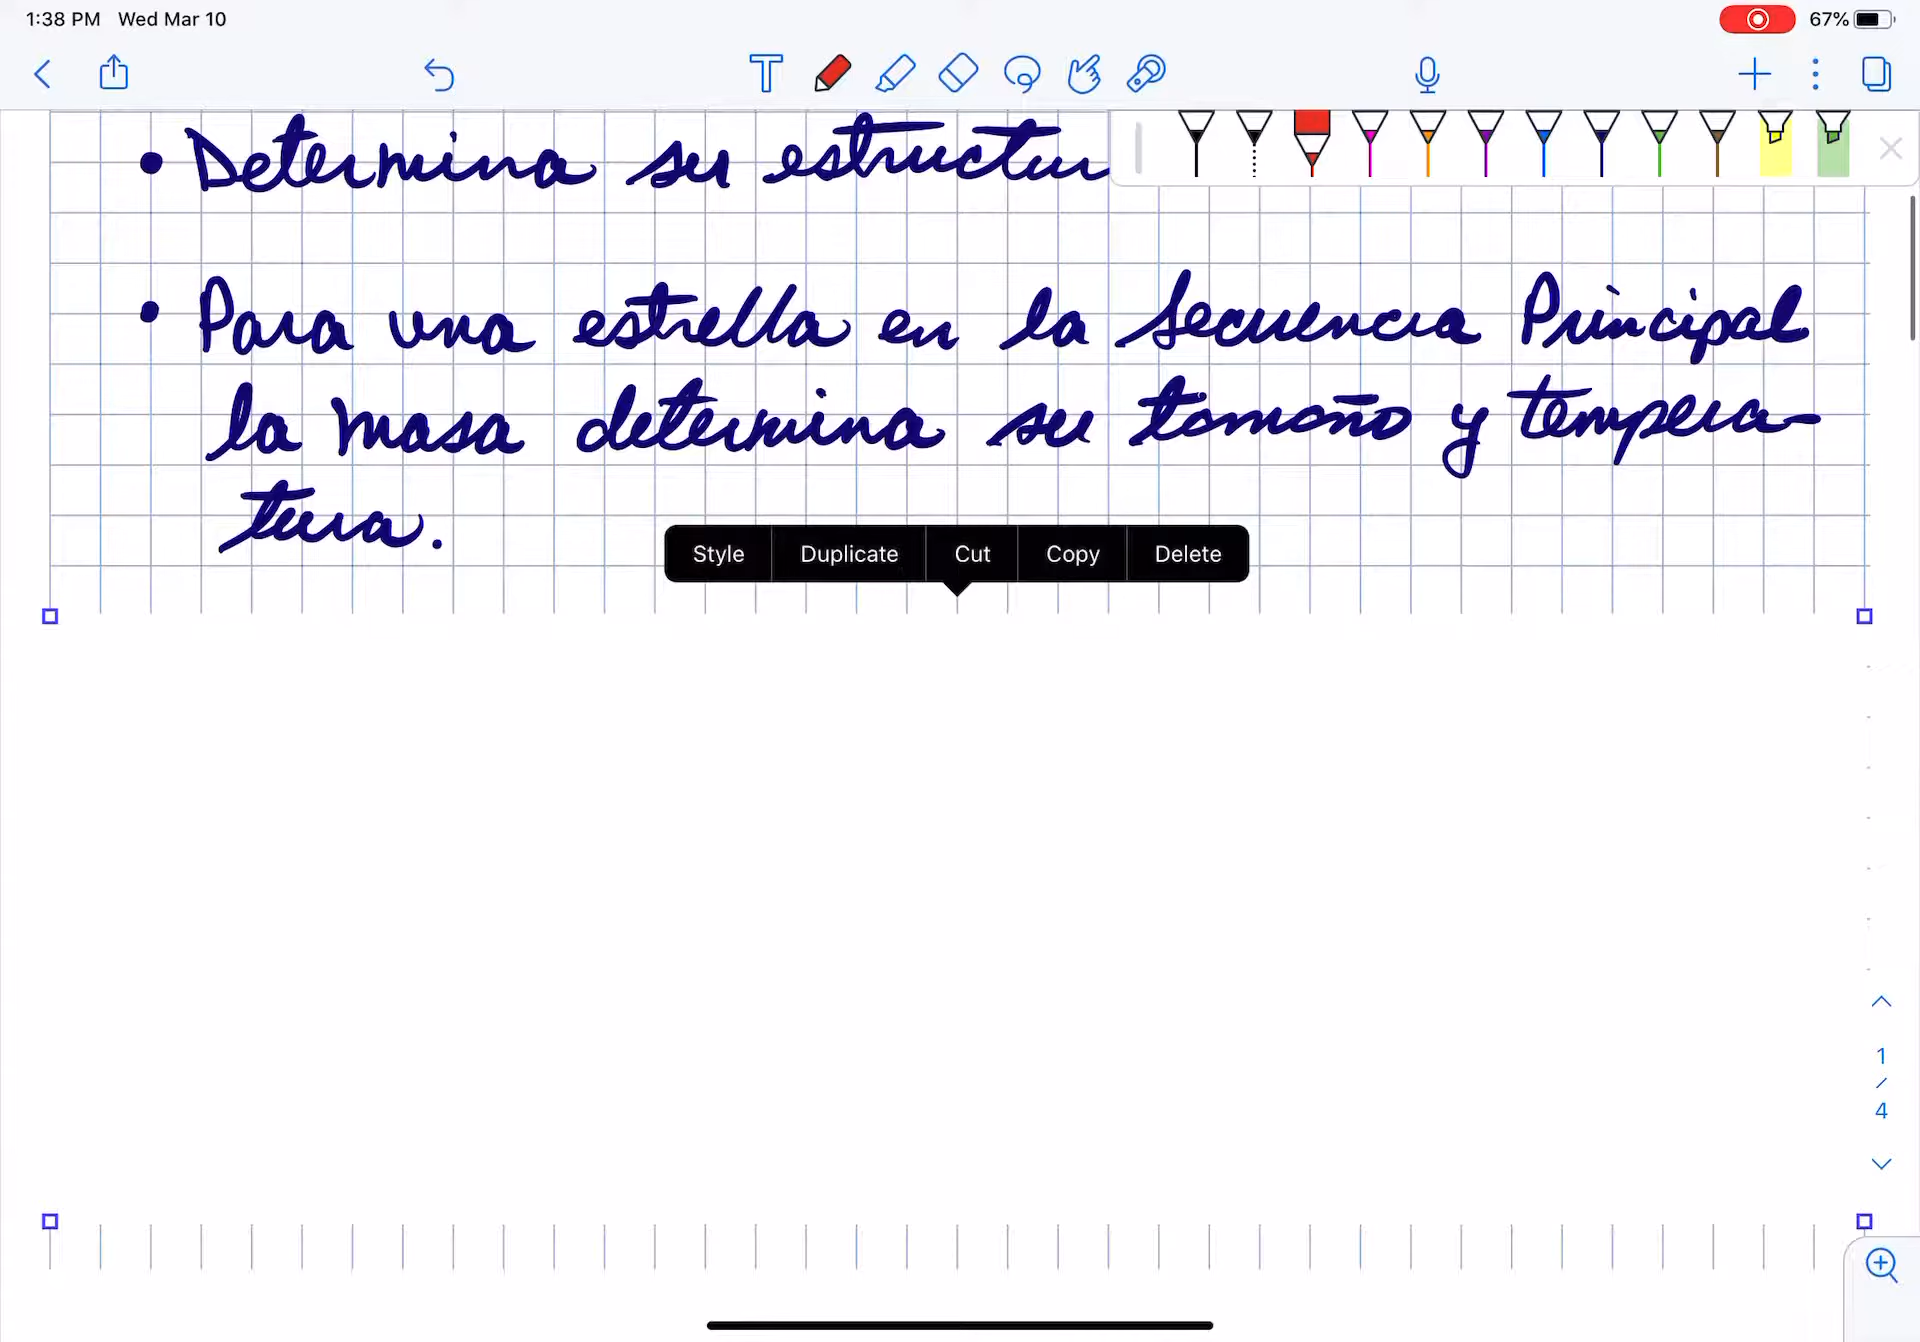 1:38 PM Wed Mar 10
67%
T
• Determina su estructur
• Para una estrella en la Secuencia Principal
la masa determina su tamaño y tempera-
tura.
Style Duplicate Cut Copy Delete
1
/
4